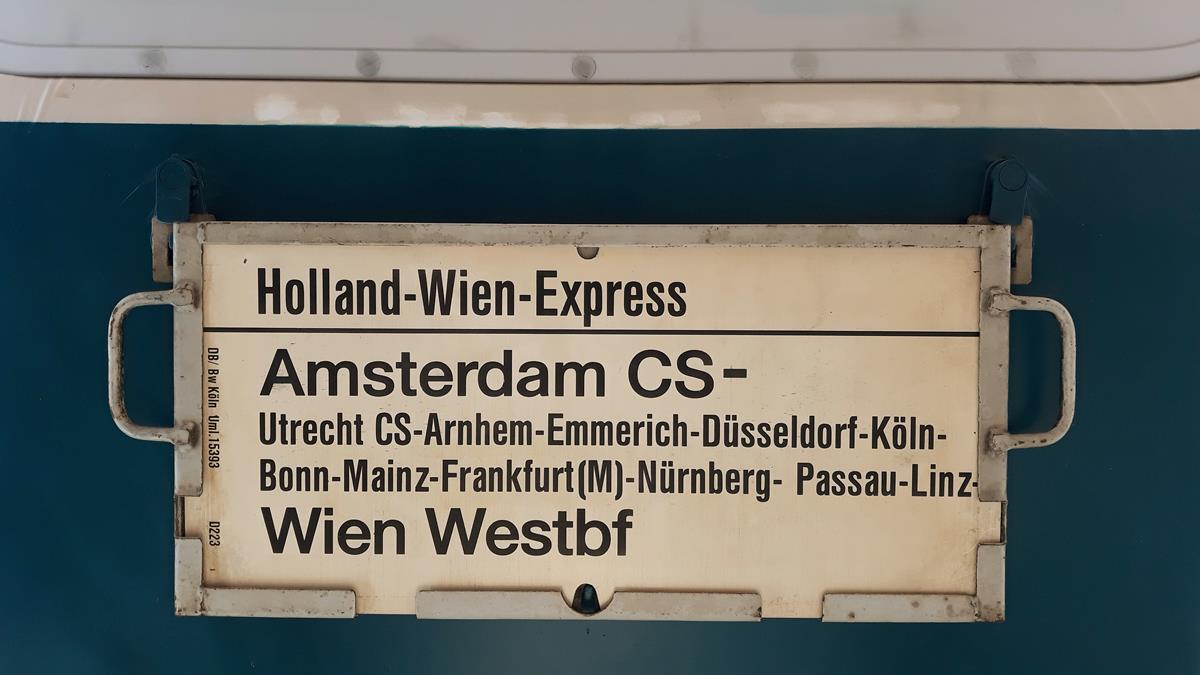 Holland-Wien-Express
Amsterdam CS-
Utrecht CS-Arnhem-Emmerich-Düsseldorf-Köln-
Bonn-Mainz-Frankfurt(M)-Nürnberg- Passau-Linz-
Wien Westbf
DB/ Bw Köln Uml.15393
D223